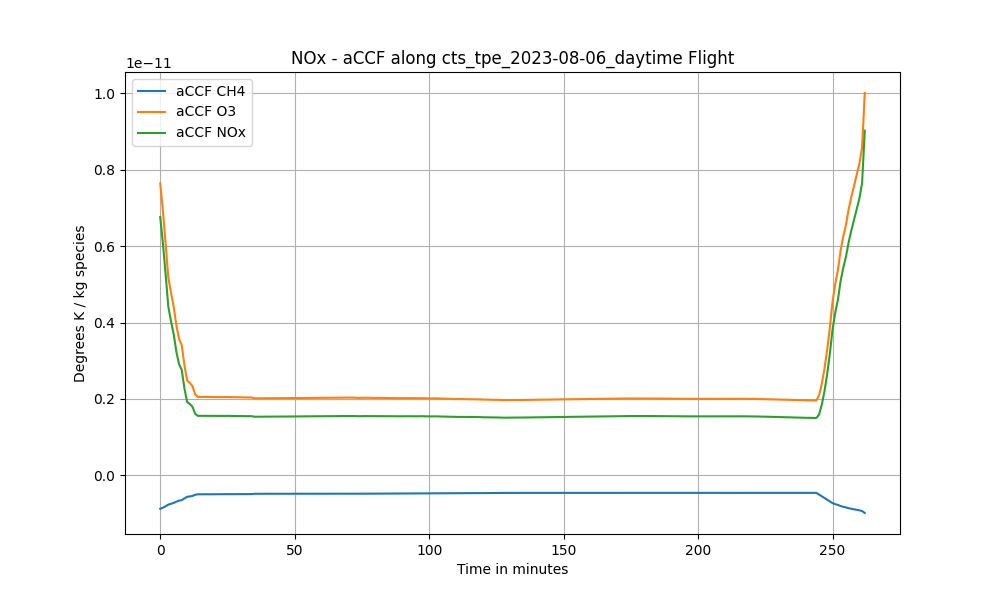 NOx - aCCF along cts_tpe_2023-08-06_daytime Flight
1e−11
aCCF CH4
aCCF O3
aCCF NOx
Degrees K / kg species
1.0
0.8
0.6
0.4
0.2
0.0
0 50 100 150 200 250
Time in minutes